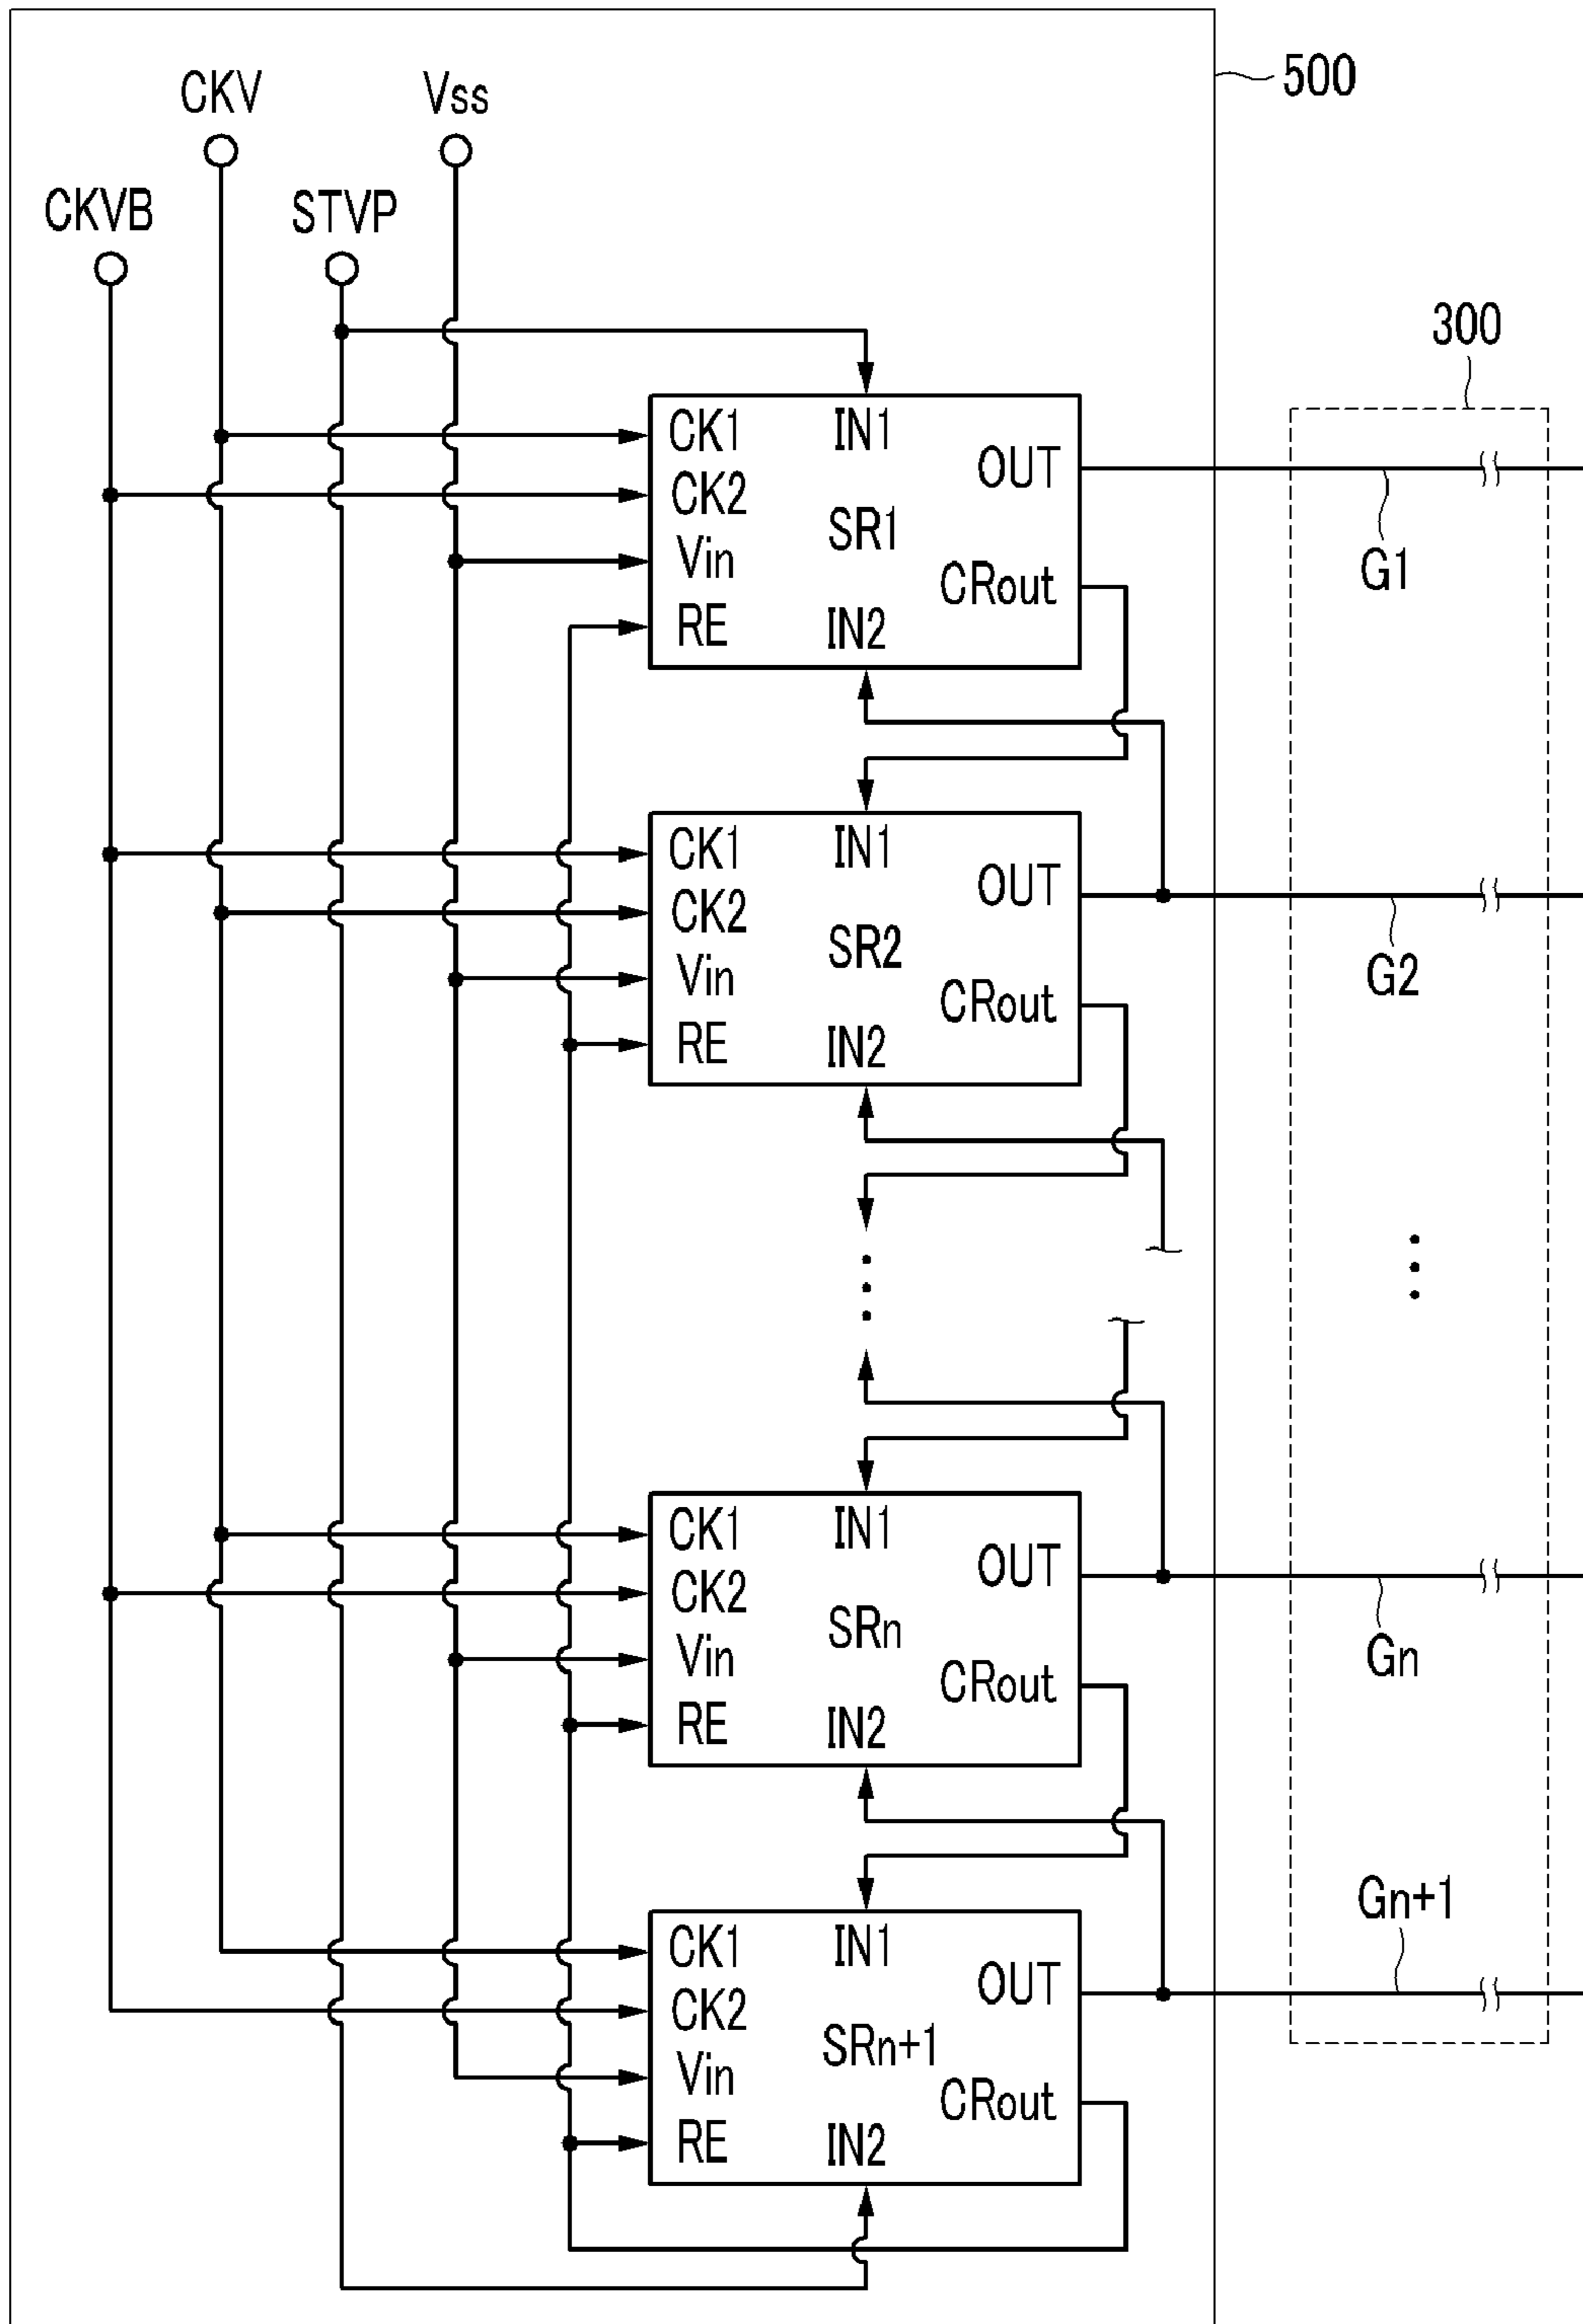 CKV
Vss
500
CKVB
STVP
300
CK1
IN1
OUT
CK2
SR1
Vin
CRout
G1
RE
IN2
CK1
IN1
OUT
CK2
SR2
Vin
CRout
G2
RE
IN2
CK1
IN1
OUT
CK2
SRn
Vin
CRout
Gn
RE
IN2
Gn+1
CK1
IN1
OUT
CK2
SRn+1
Vin
CRout
RE
IN2